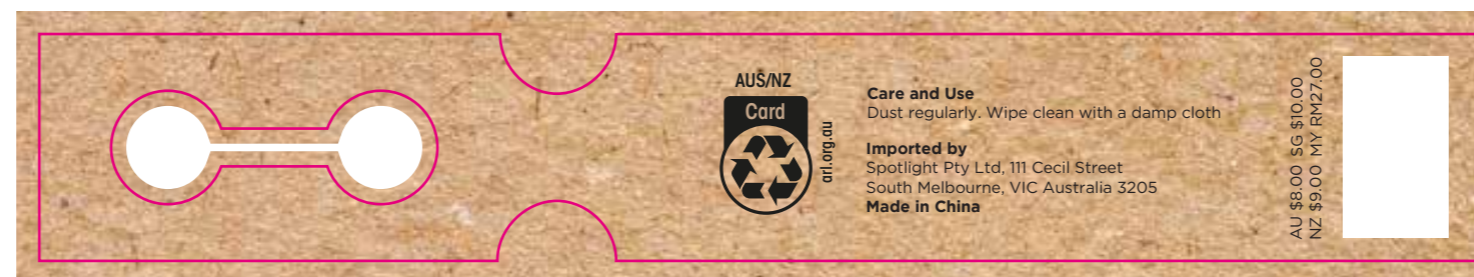 AUS/NZ
Card
arl.org.au
Care and Use
Dust regularly. Wipe clean with a damp cloth
Imported by
Spotlight Pty Ltd, 111 Cecil Street
South Melbourne, VIC Australia 3205
Made in China
AU $8.00 SG $10.00
NZ $9.00 MY RM27.00